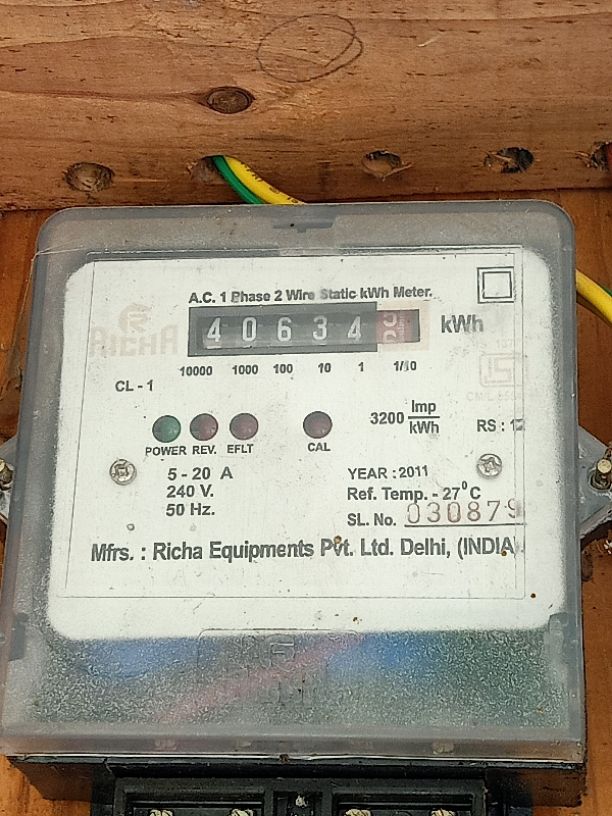 A.C. 1 Phase 2 Wire Static kWh Meter.
RICHA
40634 kWh
10000 1000 100 10 1 1/10
CL - 1
3200 Imp/kWh
RS : 12
POWER REV. EFLT CAL
5 - 20 A
240 V.
50 Hz.
YEAR : 2011
Ref. Temp. - 27°C
SL. No. 030879
Mfrs. : Richa Equipments Pvt. Ltd. Delhi, (INDIA)